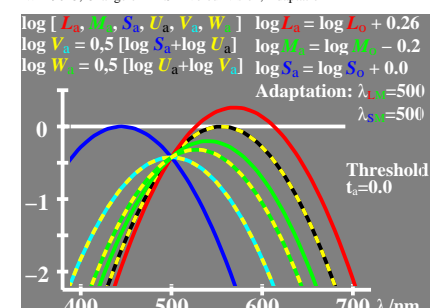 log [ La, Ma, Sa, Ua, Va, Wa ] log La = log Lo + 0.26
log Va = 0,5 [log Sa+log Ua] log Ma = log Mo − 0.2
log Wa = 0,5 [log Ua+log Va] log Sa = log So + 0.0
Adaptation: λLM=500
λSM=500
0
Threshold
ta=0.0
−1
−2
400 500 600 700 λ/nm